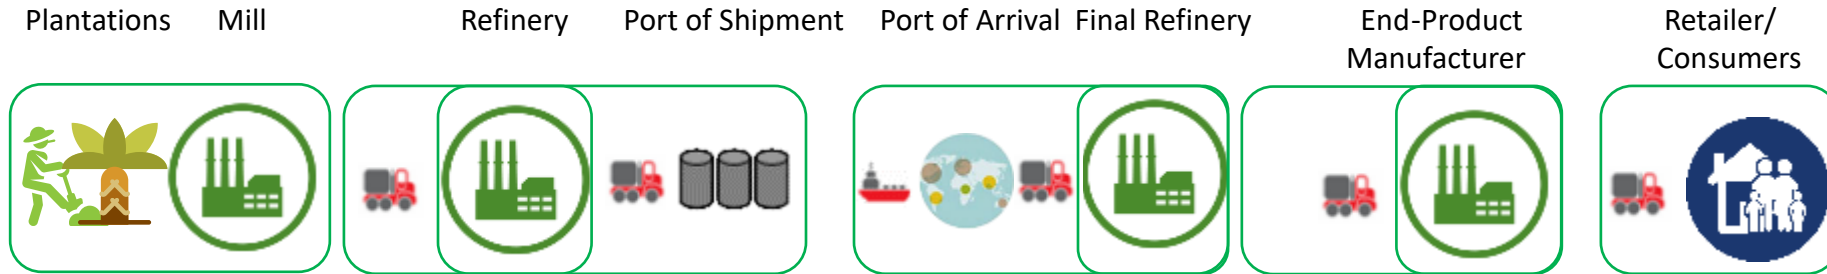 Plantations Mill Refinery Port of Shipment Port of Arrival Final Refinery End-Product Manufacturer Retailer/ Consumers